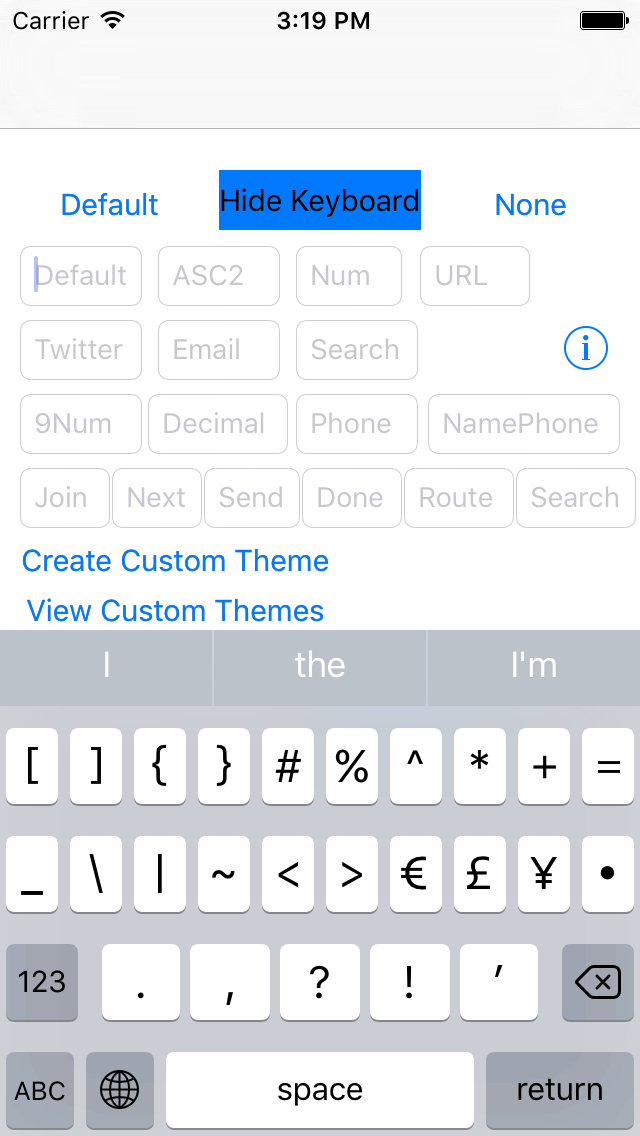 Carrier 3:19 PM
Default Hide Keyboard None
Default ASC2 Num URL
Twitter Email Search i
9Num Decimal Phone NamePhone
Join Next Send Done Route Search
Create Custom Theme
View Custom Themes
I the I'm
[ ] { } # % ^ * + =
_ \ | ~ < > € £ ¥ •
123 . , ? ! ’
ABC space return